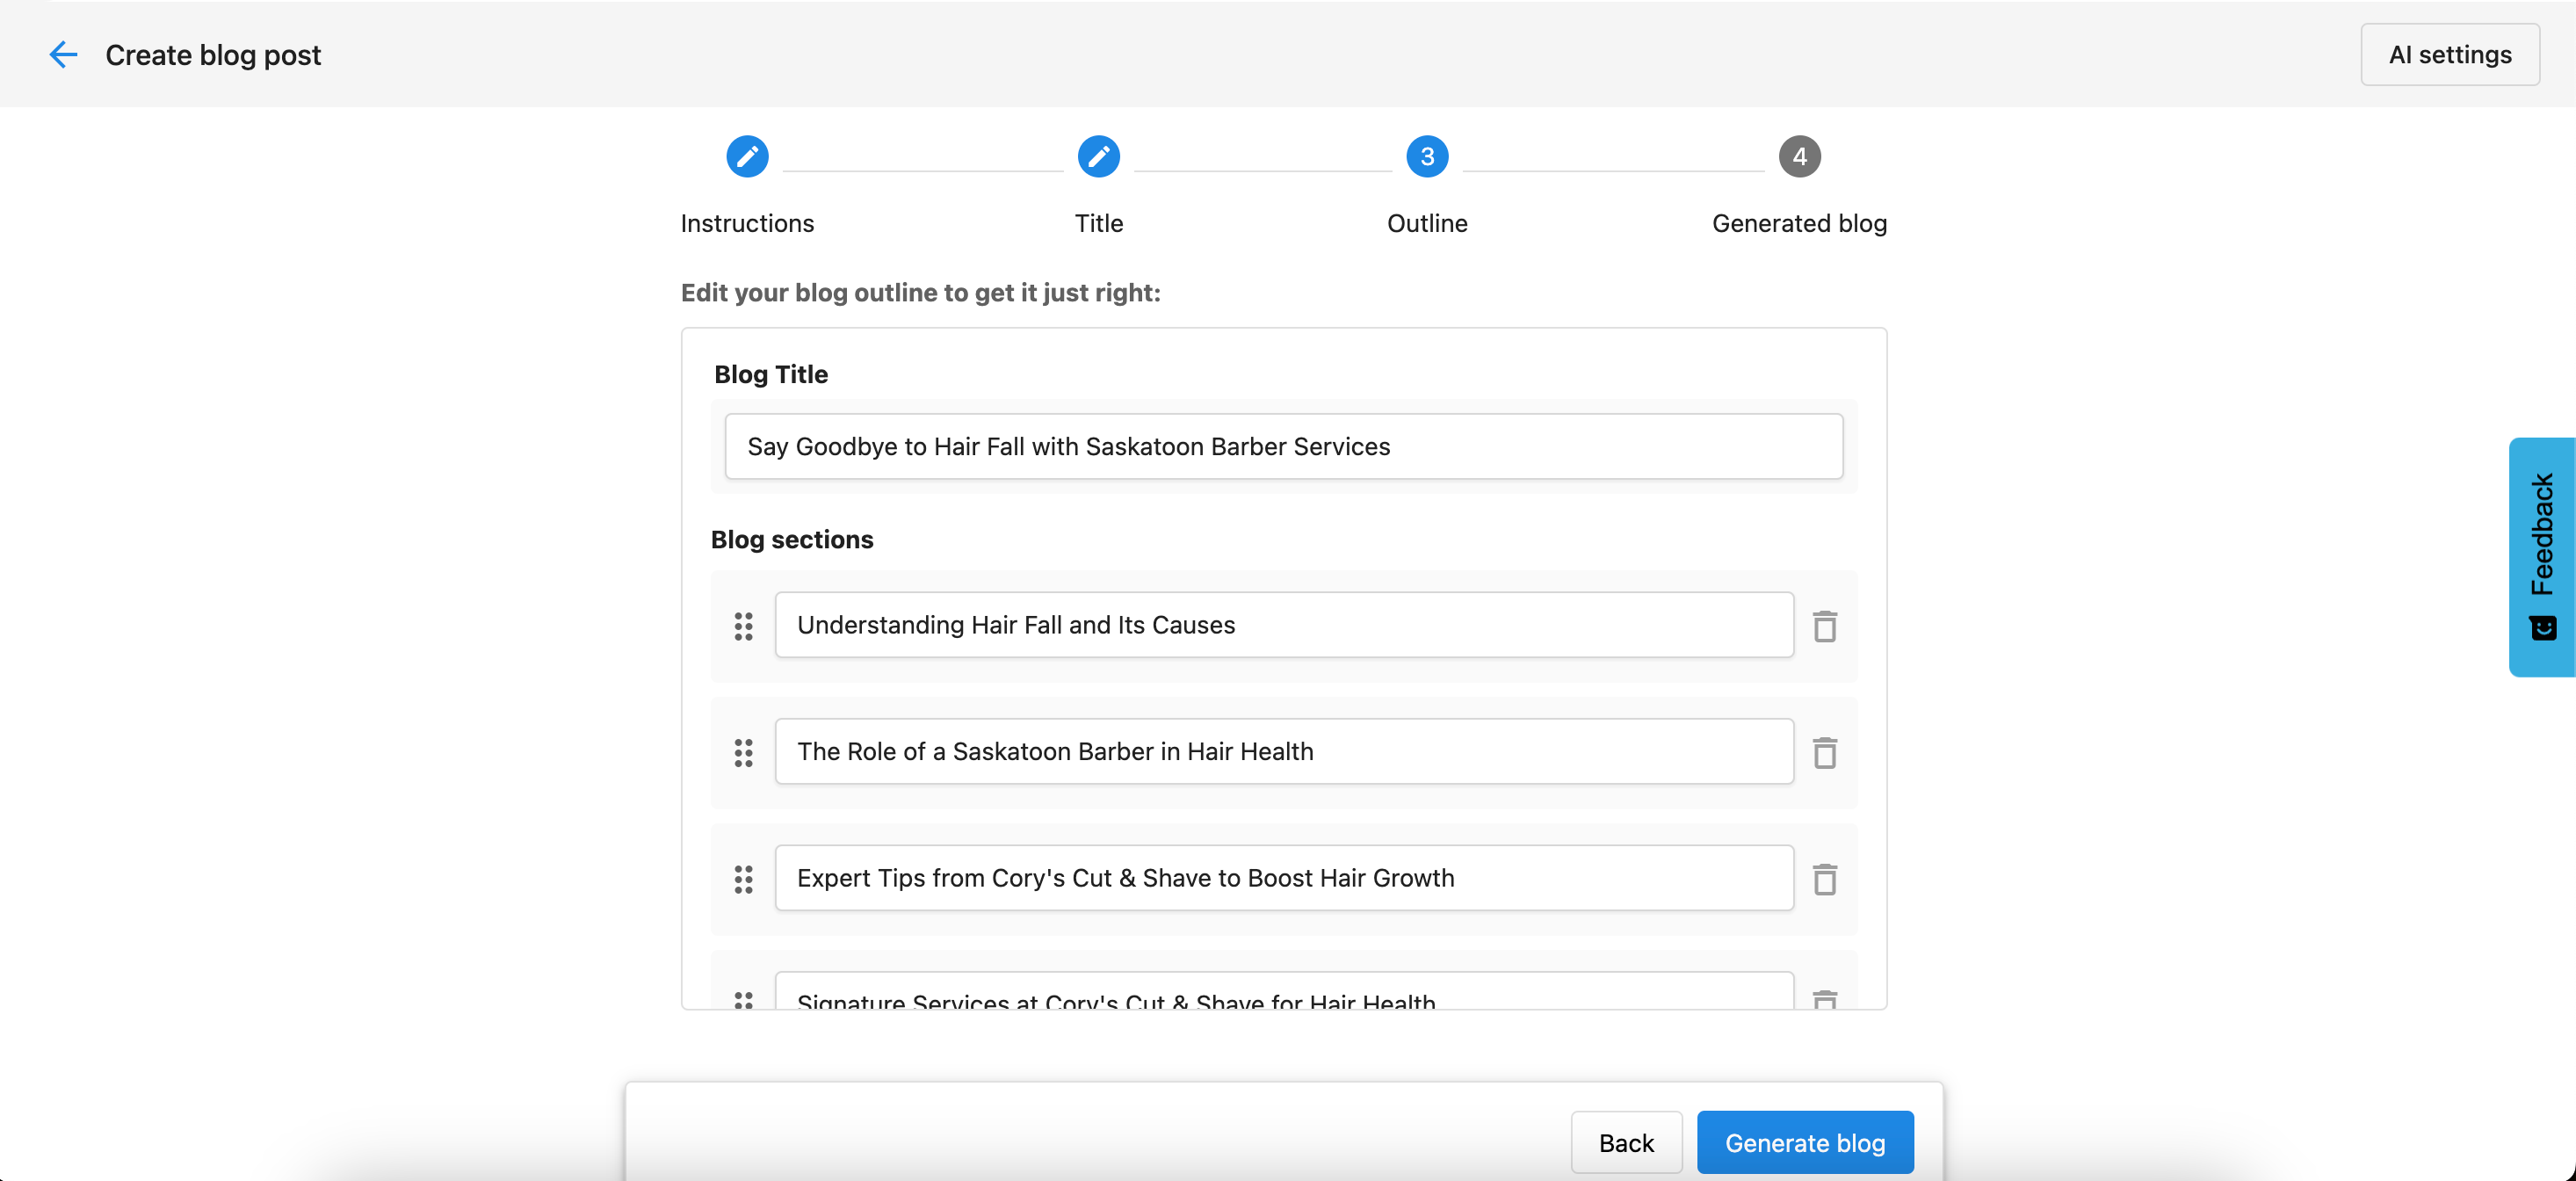 Create blog post
AI settings
3
4
Instructions
Title
Outline
Generated blog
Edit your blog outline to get it just right:
Blog Title
Say Goodbye to Hair Fall with Saskatoon Barber Services
Blog sections
Understanding Hair Fall and Its Causes
The Role of a Saskatoon Barber in Hair Health
Expert Tips from Cory's Cut & Shave to Boost Hair Growth
Signature Services at Cory's Cut & Shave for Hair Health
Feedback
Back
Generate blog